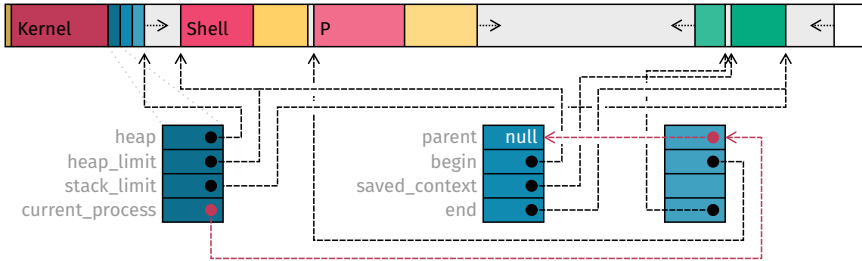 Kernel Shell P
heap parent null
heap_limit begin
stack_limit saved_context
current_process end